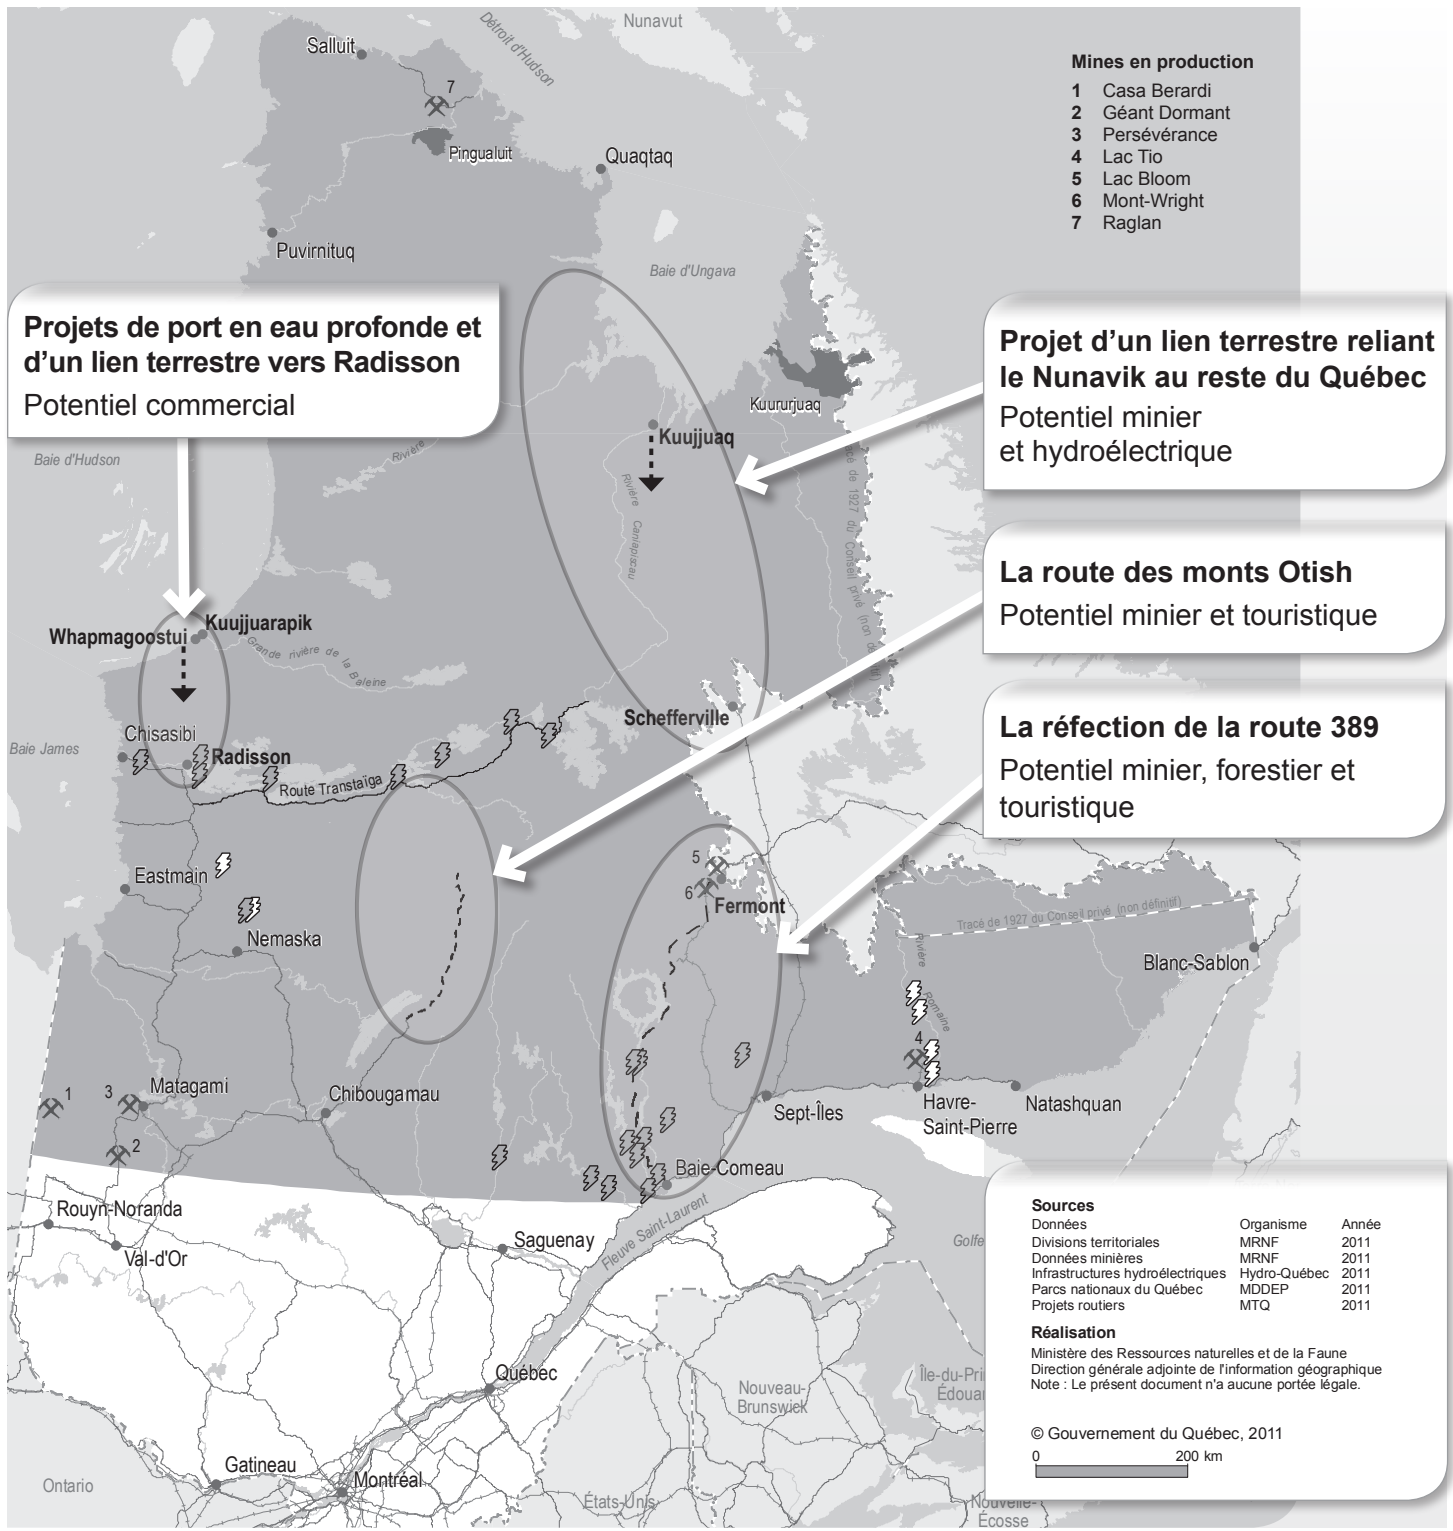 Nunavut
Détroit d'Hudson
Salluit
7
Pingualuit
Quaqtaq
Puvirnituq
Baie d'Ungava
Mines en production
1 Casa Berardi
2 Géant Dormant
3 Persévérance
4 Lac Tio
5 Lac Bloom
6 Mont-Wright
7 Raglan
Projets de port en eau profonde et
d'un lien terrestre vers Radisson
Potentiel commercial
Projet d'un lien terrestre reliant
le Nunavik au reste du Québec
Potentiel minier
et hydroélectrique
Kuururjuaq
Kuujjuaq
Baie d'Hudson
Rivière
Rivière Caniapiscau
La route des monts Otish
Potentiel minier et touristique
Kuujjuarapik
Whapmagoostui
Grande rivière de la Baleine
La réfection de la route 389
Potentiel minier, forestier et
touristique
Schefferville
Chisasibi
Baie James
Radisson
Route Transtaïga
Eastmain
5
6
Fermont
Nemaska
Tracé de 1927 du Conseil privé (non définitif)
Rivière Romaine
Blanc-Sablon
4
1
3
Matagami
Chibougamau
Sept-Îles
Havre-
Saint-Pierre
Natashquan
2
Baie-Comeau
Rouyn-Noranda
Val-d'Or
Saguenay
Fleuve Saint-Laurent
Golfe
Québec
Nouveau-
Brunswick
Île-du-Pri
Édoua
Gatineau
Montréal
Ontario
États-Unis
Nouvelle-
Écosse
Sources
Données Organisme Année
Divisions territoriales MRNF 2011
Données minières MRNF 2011
Infrastructures hydroélectriques Hydro-Québec 2011
Parcs nationaux du Québec MDDEP 2011
Projets routiers MTQ 2011
Réalisation
Ministère des Ressources naturelles et de la Faune
Direction générale adjointe de l'information géographique
Note : Le présent document n'a aucune portée légale.
© Gouvernement du Québec, 2011
0 200 km